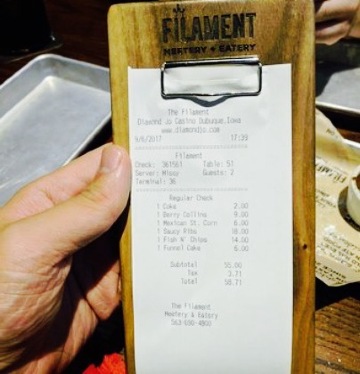 FILAMENT
MEATERY + EATERY
The Filament
Diamond Jo Casino Dubuque, Iowa
www.diamondjo.com
9/6/2017 17:39
Filament
Check: 361561 Table: 51
Server: Guests: 2
Terminal: 36
Regular Check
1 Coke 2.00
1 Berry Collins 9.00
1 Mexican St. Corn 6.00
1 Saucy Ribs 18.00
1 Fish N' Chips 14.00
1 Funnel Cake 6.00
Subtotal 55.00
Tax 3.71
Total 58.71
The Filament
Meatery & Eatery
563-690-4800